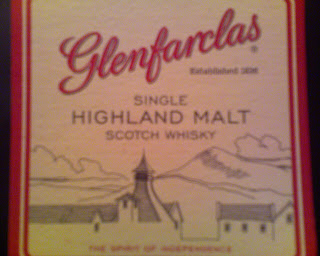 Glenfarclas ®
Established 1836
SINGLE
HIGHLAND MALT
SCOTCH WHISKY
THE SPIRIT OF INDEPENDENCE